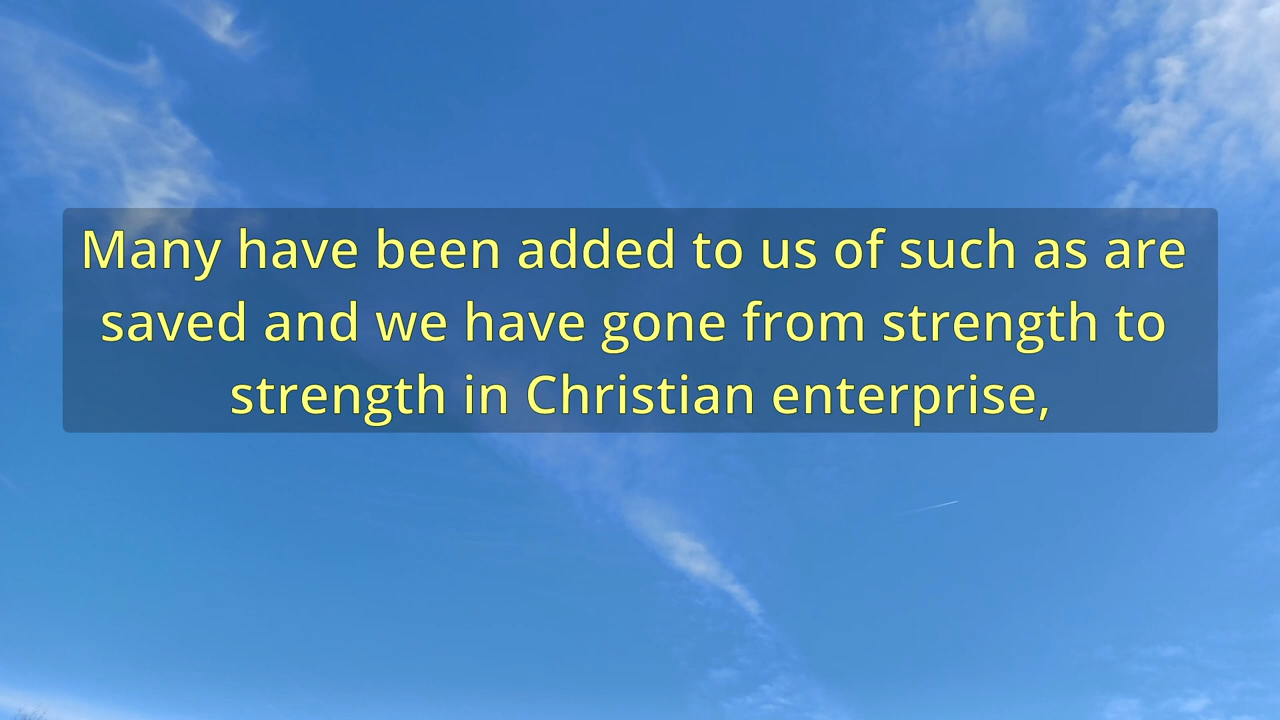 Many have been added to us of such as are
saved and we have gone from strength to
strength in Christian enterprise,